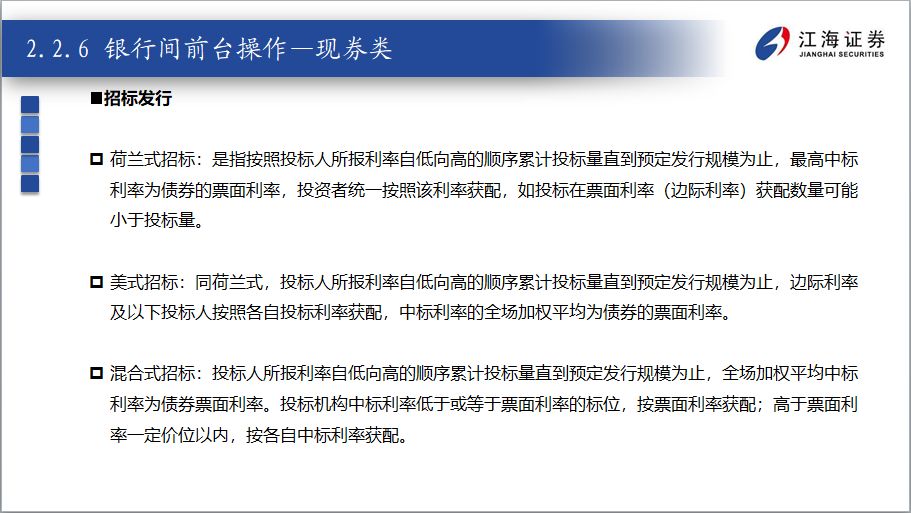 2.2.6 银行间前台操作—现券类
江海证券
JIANGHAI SECURITIES
■招标发行
荷兰式招标：是指按照投标人所报利率自低向高的顺序累计投标量直到预定发行规模为止，最高中标
利率为债券的票面利率，投资者统一按照该利率获配，如投标在票面利率（边际利率）获配数量可能
小于投标量。
美式招标：同荷兰式，投标人所报利率自低向高的顺序累计投标量直到预定发行规模为止，边际利率
及以下投标人按照各自投标利率获配，中标利率的全场加权平均为债券的票面利率。
混合式招标：投标人所报利率自低向高的顺序累计投标量直到预定发行规模为止，全场加权平均中标
利率为债券票面利率。投标机构中标利率低于或等于票面利率的标位，按票面利率获配；高于票面利
率一定价位以内，按各自中标利率获配。